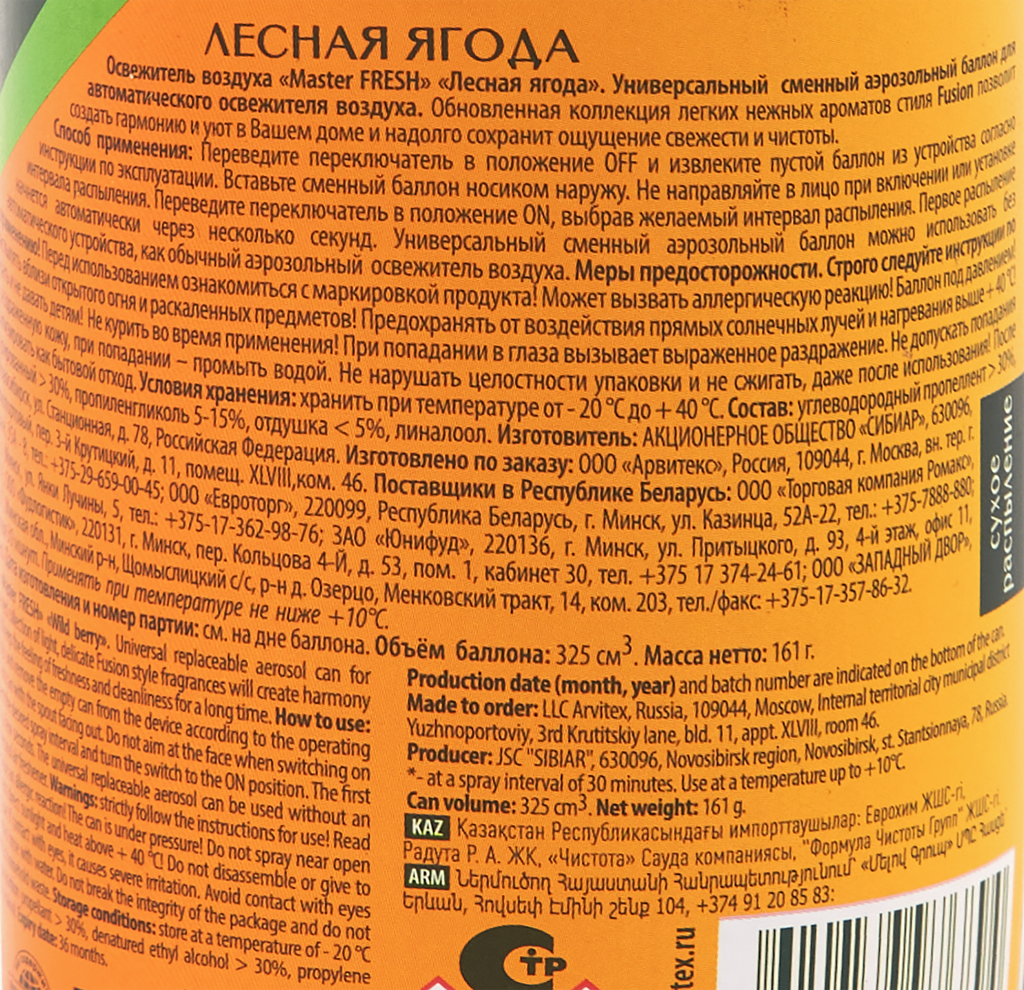 ЛЕСНАЯ ЯГОДА
Освежитель воздуха «Master FRESH» «Лесная ягода». Универсальный сменный аэрозольный баллон для
автоматического освежителя воздуха. Обновленная коллекция легких нежных ароматов стиля Fusion позволит
создать гармонию и уют в Вашем доме и надолго сохранит ощущение свежести и чистоты.
Способ применения: Переведите переключатель в положение OFF и извлеките пустой баллон из устройства согласно
инструкции по эксплуатации. Вставьте сменный баллон носиком наружу. Не направляйте в лицо при включении или установке
интервала распыления. Переведите переключатель в положение ON, выбрав желаемый интервал распыления. Первое распыление
начнется автоматически через несколько секунд. Универсальный сменный аэрозольный баллон можно использовать без
автоматического устройства, как обычный аэрозольный освежитель воздуха. Меры предосторожности. Строго следуйте инструкции по
Перед использованием ознакомиться с маркировкой продукта! Может вызвать аллергическую реакцию! Баллон под давлением!
вблизи открытого огня и раскаленных предметов! Предохранять от воздействия прямых солнечных лучей и нагревания выше + 40 °C!
давать детям! Не курить во время применения! При попадании в глаза вызывает выраженное раздражение. Не допускать попадания
кожу, при попадании – промыть водой. Не нарушать целостности упаковки и не сжигать, даже после использования! После
как бытовой отход. Условия хранения: хранить при температуре от - 20 °C до + 40 °C. Состав: углеводородный пропеллент > 30%,
> 30%, пропиленгликоль 5-15%, отдушка < 5%, линалоол. Изготовитель: АКЦИОНЕРНОЕ ОБЩЕСТВО «СИБИАР», 630096,
ул. Станционная, д. 78, Российская Федерация. Изготовлено по заказу: ООО «Арвитекс», Россия, 109044, г. Москва, вн. тер. г.
пер. 3-й Крутицкий, д. 11, помещ. XLVIII,ком. 46. Поставщики в Республике Беларусь: ООО «Торговая компания Ромакс»,
тел.: +375-29-659-00-45; ООО «Евроторг», 220099, Республика Беларусь, г. Минск, ул. Казинца, 52А-22, тел.: +375-7888-880;
ул. Янки Лучины, 5, тел.: +375-17-362-98-76; ЗАО «Юнифуд», 220136, г. Минск, ул. Притыцкого, д. 93, 4-й этаж, офис 11,
220131, г. Минск, пер. Кольцова 4-Й, д. 53, пом. 1, кабинет 30, тел. +375 17 374-24-61; ООО «ЗАПАДНЫЙ ДВОР»,
обл, Минский р-н, Щомыслицкий с/с, р-н д. Озерцо, Менковский тракт, 14, ком. 203, тел./факс: +375-17-357-86-32.
Применять при температуре не ниже +10°C.
изготовления и номер партии: см. на дне баллона. Объём баллона: 325 см³. Масса нетто: 161 г.
сухое
распыление
FRESH» «Wild berry». Universal replaceable aerosol can for
of light, delicate Fusion style fragrances will create harmony
feeling of freshness and cleanliness for a long time. How to use:
remove the empty can from the device according to the operating
with the spout facing out. Do not aim at the face when switching on
spray interval and turn the switch to the ON position. The first
The universal replaceable aerosol can be used without an
Warnings: strictly follow the instructions for use! Read
reaction! The can is under pressure! Do not spray near open
sunlight and heat above + 40 °C! Do not disassemble or give to
with eyes, it causes severe irritation. Avoid contact with eyes
with water. Do not break the integrity of the package and do not
waste. Storage conditions: store at a temperature of - 20 °C
> 30%, denatured ethyl alcohol > 30%, propylene
date: 36 months.
Production date (month, year) and batch number are indicated on the bottom of the can.
Made to order: LLC Arvitex, Russia, 109044, Moscow, Internal territorial city municipal district
Yuzhnoportoviy, 3rd Krutitskiy lane, bld. 11, appt. XLVIII, room 46.
Producer: JSC "SIBIAR", 630096, Novosibirsk region, Novosibirsk, st. Stantsionnaya, 78, Russia.
*- at a spray interval of 30 minutes. Use at a temperature up to +10°C.
Can volume: 325 cm³. Net weight: 161 g.
KAZ Қазақстан Республикасындағы импорттаушылар: Еврохим ЖШС-гі,
Радута Р. А. ЖК, «Чистота» Сауда компаниясы, "Формула Чистоты Групп" ЖШС-гі.
ARM Ներմուծող Հայաստանի Հանրապետությունում «Մելով Գրուպ» ՍՊԸ Հասցե
Երևան, Հովսեփ Էմինի շենք 104, +374 91 20 85 83:
СТР
tex.ru